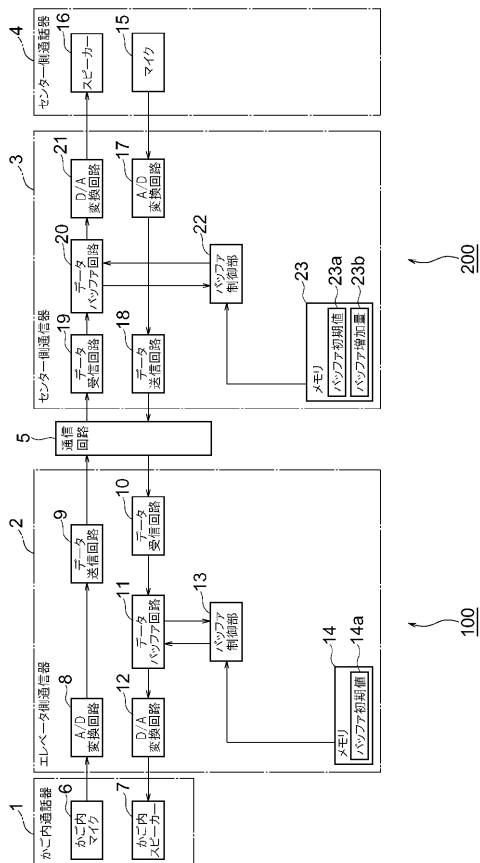 1
かご内通話器
6
かご内
マイク
7
かご内
スピーカー
2
エレベータ側通信器
8
A/D
変換回路
9
データ
送信回路
12
D/A
変換回路
11
データ
バッファ回路
10
データ
受信回路
13
バッファ
制御部
14
メモリ
14a
バッファ初期値
100
5
通信
回路
3
センター側通信器
19
データ
受信回路
20
データ
バッファ回路
21
D/A
変換回路
18
データ
送信回路
17
A/D
変換回路
22
バッファ
制御部
23
メモリ
23a
バッファ初期値
23b
バッファ増加量
200
4
センター側通話器
16
スピーカー
15
マイク